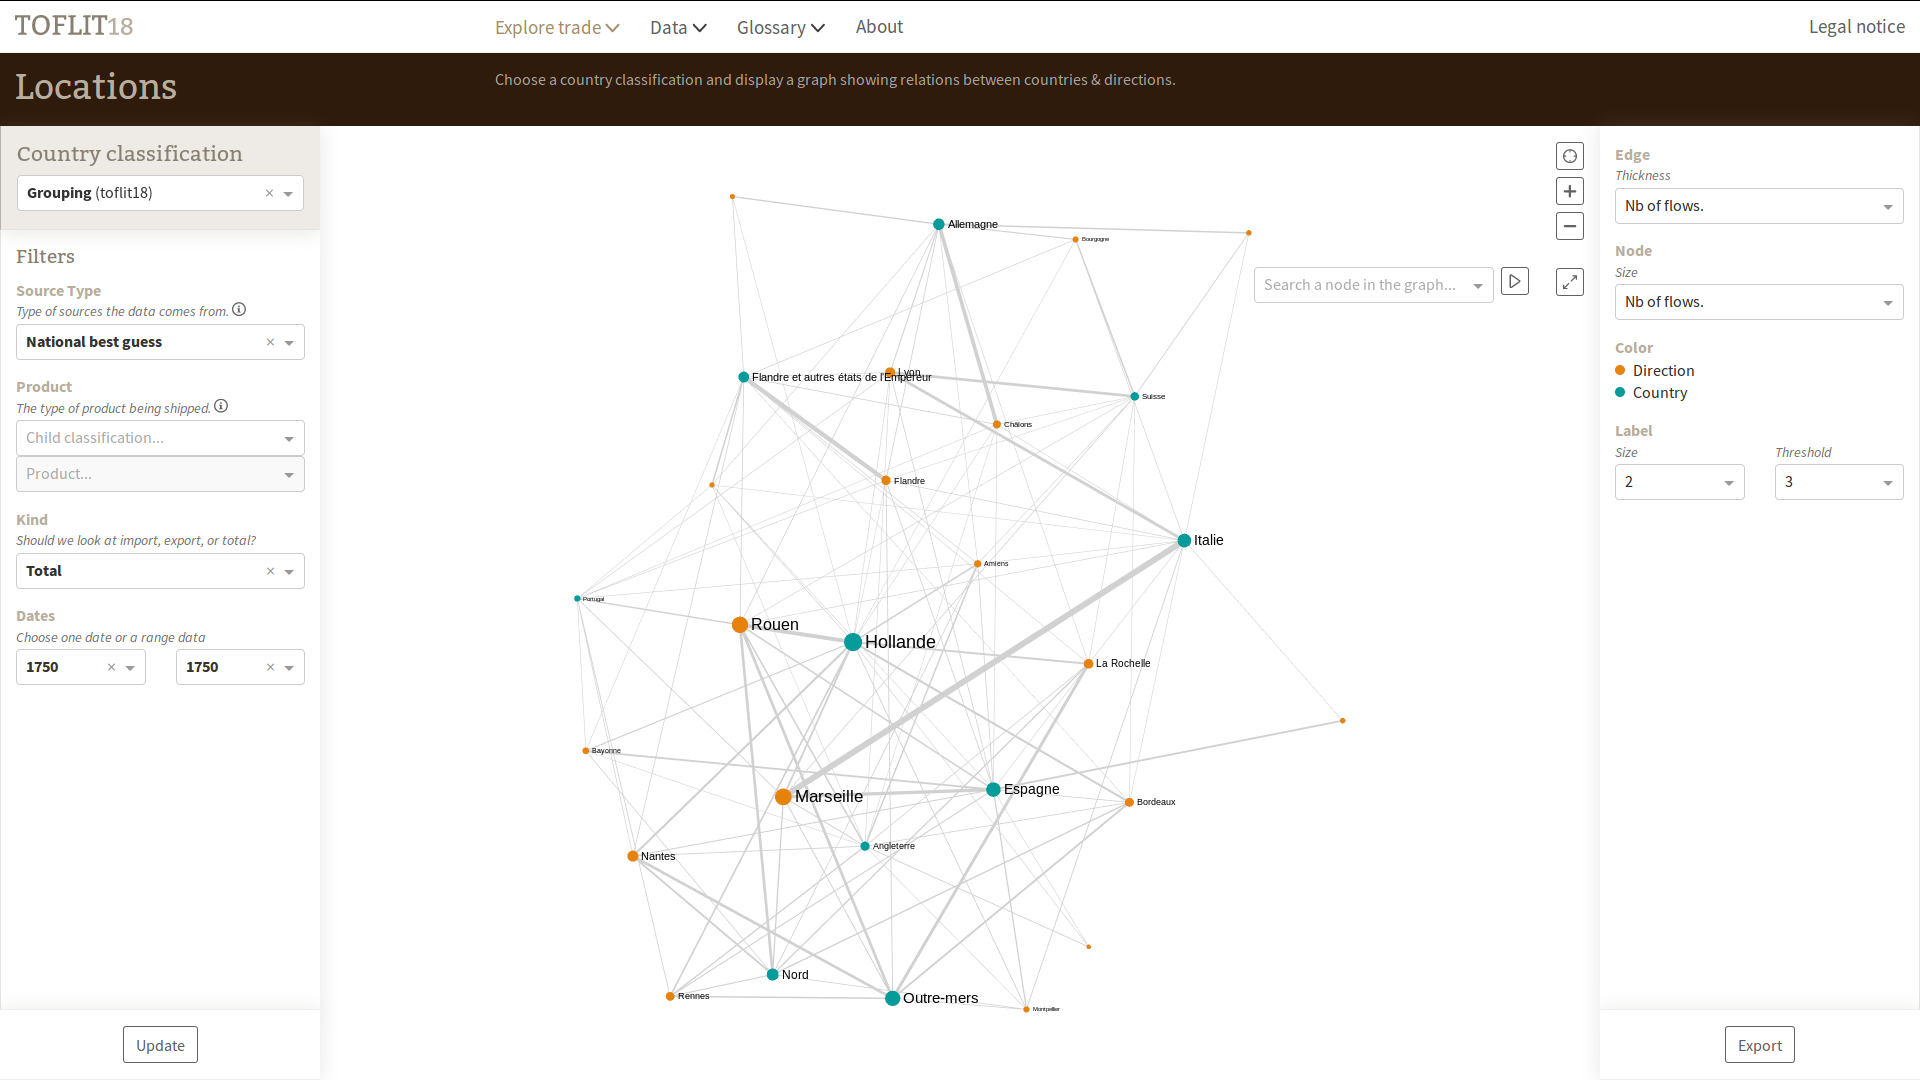 TOFLIT18
Explore trade
Data
Glossary
About
Legal notice
Locations
Choose a country classification and display a graph showing relations between countries & directions.
Country classification
Grouping (toflit18)
Filters
Source Type
Type of sources the data comes from.
National best guess
Product
The type of product being shipped.
Child classification...
Product...
Kind
Should we look at import, export, or total?
Total
Dates
Choose one date or a range data
1750
1750
Update
Allemagne
Bourgogne
Search a node in the graph...
Lyon
Flandre et autres états de l'Empereur
Suisse
Châlons
Flandre
Italie
Amiens
Portugal
Rouen
Hollande
La Rochelle
Bayonne
Marseille
Espagne
Bordeaux
Angleterre
Nantes
Nord
Rennes
Outre-mers
Montpellier
Edge
Thickness
Nb of flows.
Node
Size
Nb of flows.
Color
Direction
Country
Label
Size
Threshold
2
3
Export